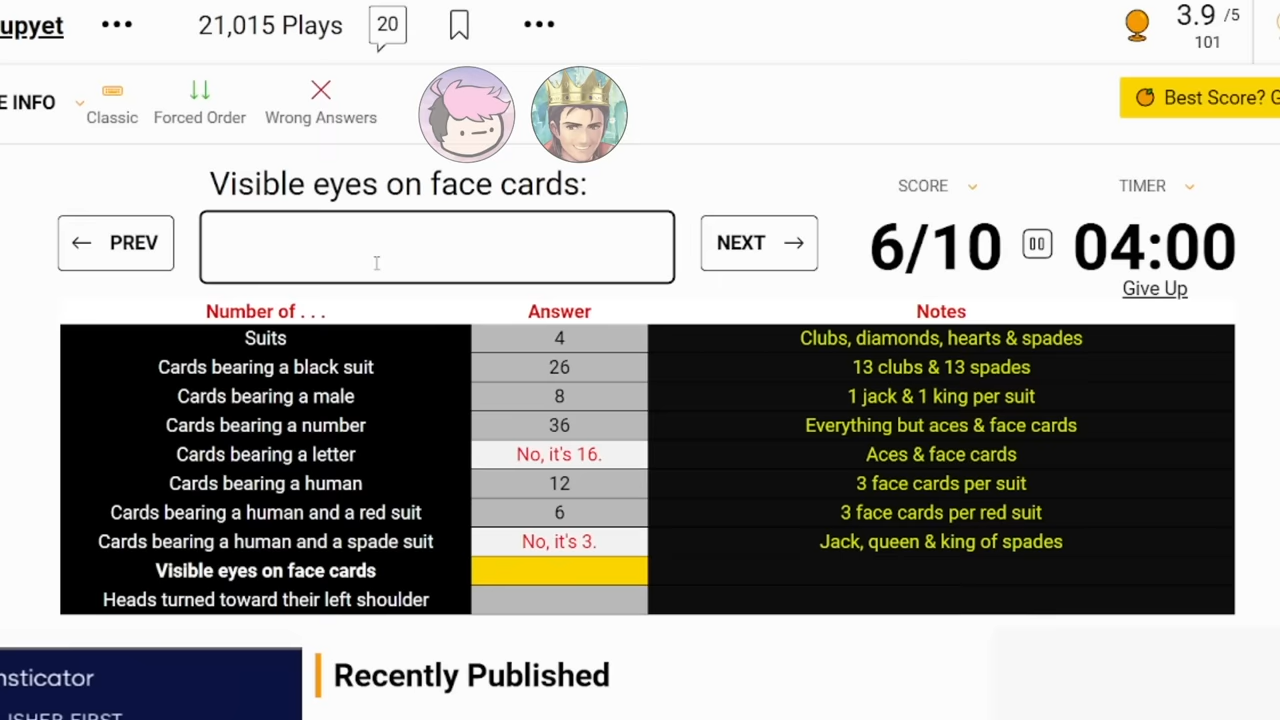 upyet ••• 21,015 Plays 20 ••• 3.9 /5
101
E INFO Classic Forced Order Wrong Answers Best Score? G
Visible eyes on face cards:
SCORE TIMER
← PREV NEXT → 6/10 04:00
Give Up
Number of . . . Answer Notes
Suits 4 Clubs, diamonds, hearts & spades
Cards bearing a black suit 26 13 clubs & 13 spades
Cards bearing a male 8 1 jack & 1 king per suit
Cards bearing a number 36 Everything but aces & face cards
Cards bearing a letter No, it's 16. Aces & face cards
Cards bearing a human 12 3 face cards per suit
Cards bearing a human and a red suit 6 3 face cards per red suit
Cards bearing a human and a spade suit No, it's 3. Jack, queen & king of spades
Visible eyes on face cards
Heads turned toward their left shoulder
nsticator Recently Published